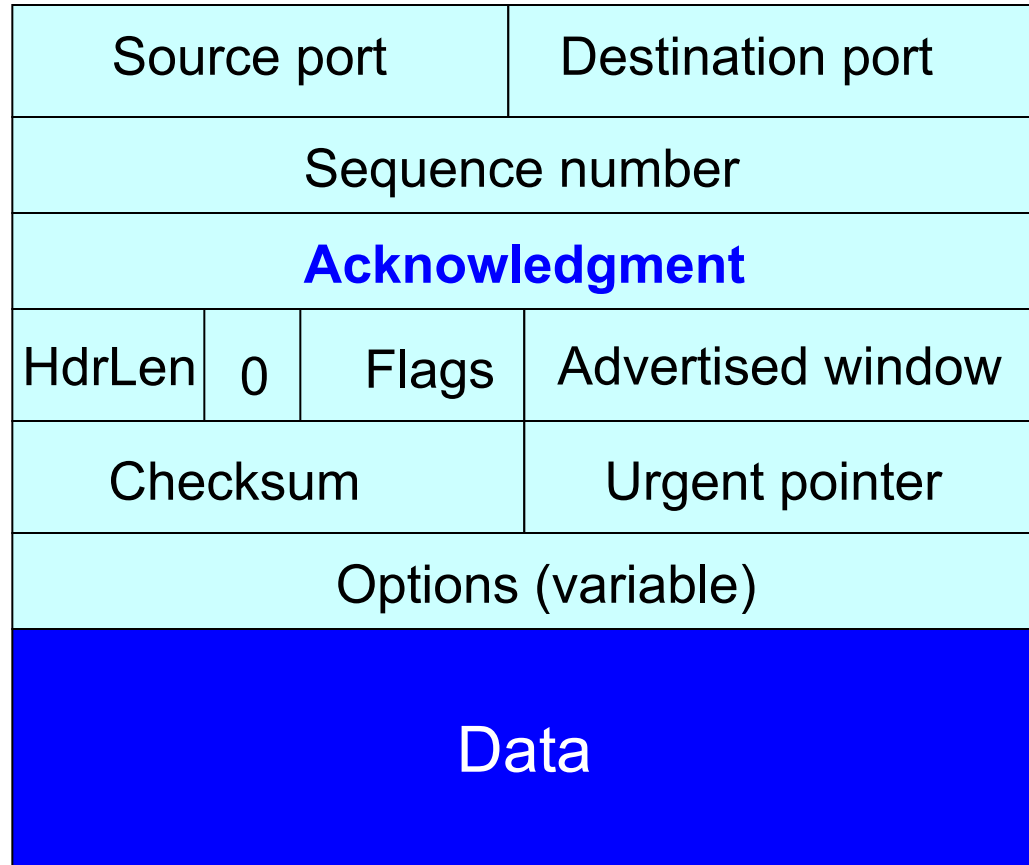 Source port Destination port
Sequence number
Acknowledgment
HdrLen 0 Flags Advertised window
Checksum Urgent pointer
Options (variable)
Data